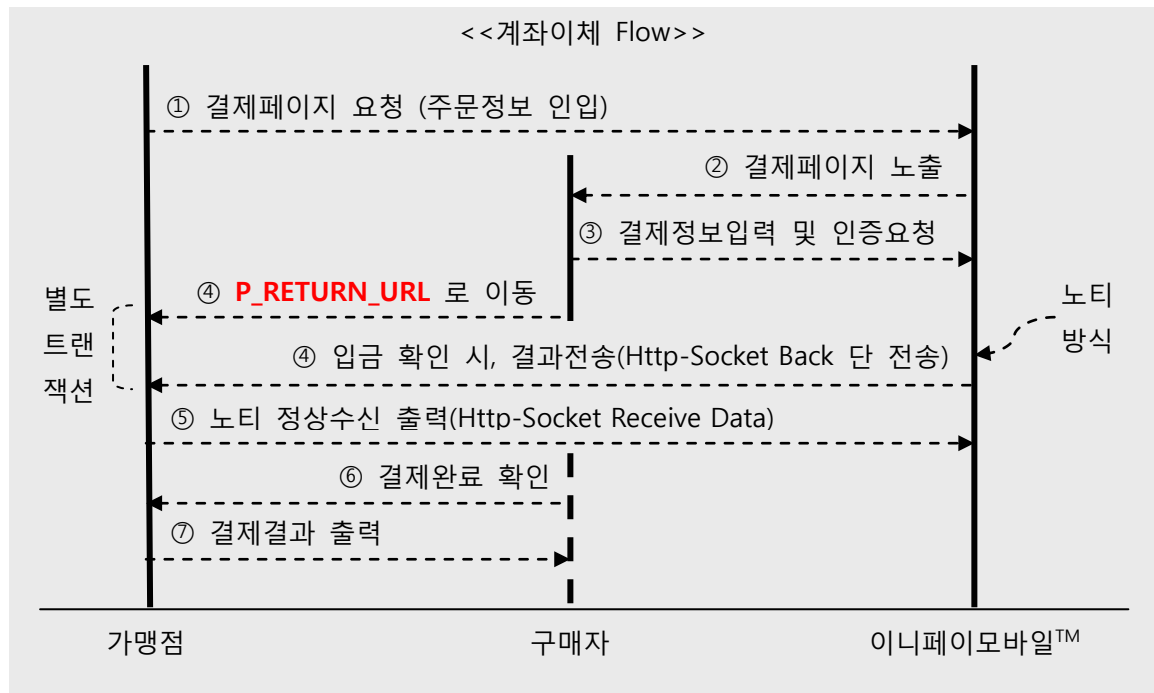 <<계좌이체 Flow>>
① 결제페이지 요청 (주문정보 인입)
② 결제페이지 노출
③ 결제정보입력 및 인증요청
④ P_RETURN_URL 로 이동
별도
트랜
잭션
노티
방식
④ 입금 확인 시, 결과전송(Http-Socket Back 단 전송)
⑤ 노티 정상수신 출력(Http-Socket Receive Data)
⑥ 결제완료 확인
⑦ 결제결과 출력
가맹점 구매자 이니페이모바일™